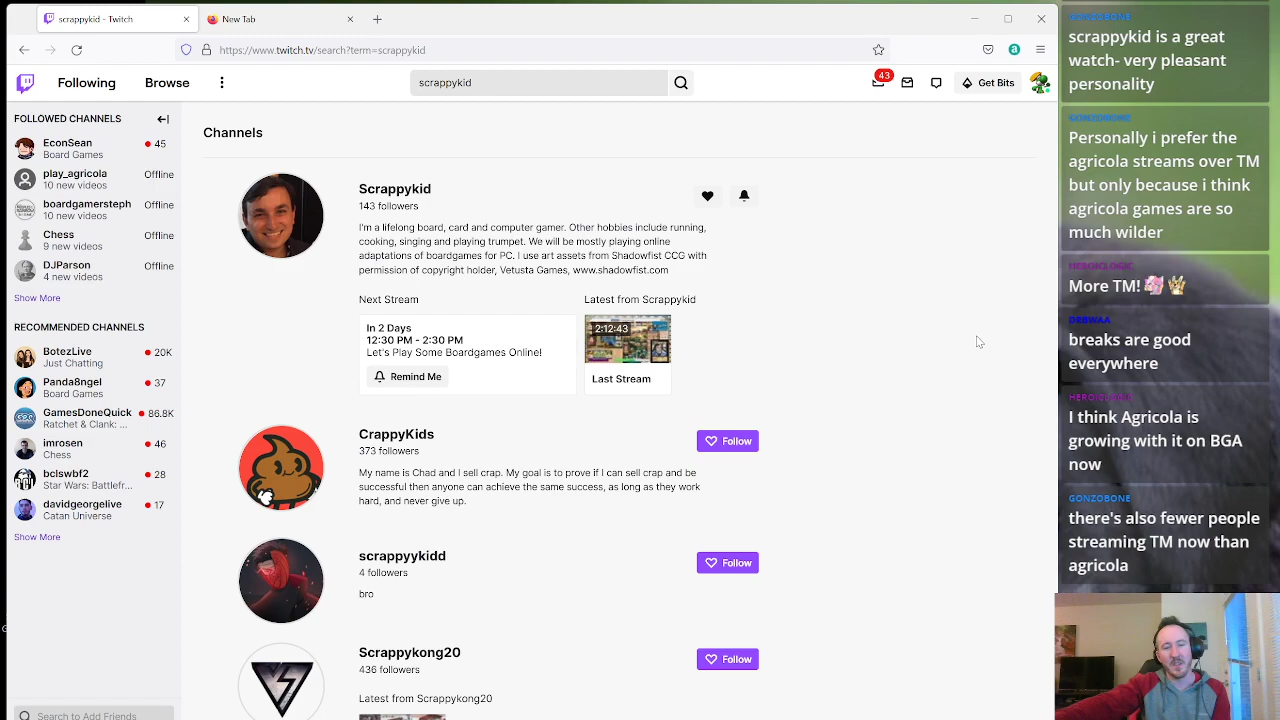 scrappykid - Twitch
New Tab
https://www.twitch.tv/search?term=scrappykid
Following
Browse
scrappykid
43
Get Bits
FOLLOWED CHANNELS
EconSean
45
Board Games
play_agricola
Offline
10 new videos
boardgamersteph
Offline
10 new videos
Chess
Offline
9 new videos
DJParson
Offline
4 new videos
Show More
RECOMMENDED CHANNELS
BotezLive
20K
Just Chatting
Panda8ngel
37
Board Games
GamesDoneQuick
86.8K
Ratchet & Clank: ...
imrosen
46
Chess
bclswbf2
28
Star Wars: Battlefr...
davidgeorgelive
17
Catan Universe
Show More
Search to Add Friends
Channels
Scrappykid
143 followers
I'm a lifelong board, card and computer gamer. Other hobbies include running,
cooking, singing and playing trumpet. We will be mostly playing online
adaptations of boardgames for PC. I use art assets from Shadowfist CCG with
permission of copyright holder, Vetusta Games, www.shadowfist.com
Next Stream
In 2 Days
12:30 PM - 2:30 PM
Let's Play Some Boardgames Online!
Remind Me
Latest from Scrappykid
2:12:43
Last Stream
CrappyKids
Follow
373 followers
My name is Chad and I sell crap. My goal is to prove if I can sell crap and be
successful then anyone can achieve the same success, as long as they work
hard, and never give up.
scrappyykidd
Follow
4 followers
bro
Scrappykong20
Follow
436 followers
Latest from Scrappykong20
GONZOBONE
scrappykid is a great
watch- very pleasant
personality
Personally i prefer the
agricola streams over TM
but only because i think
agricola games are so
much wilder
HEROICLOGIC
More TM!
DRBWAA
breaks are good
everywhere
I think Agricola is
growing with it on BGA
now
GONZOBONE
there's also fewer people
streaming TM now than
agricola